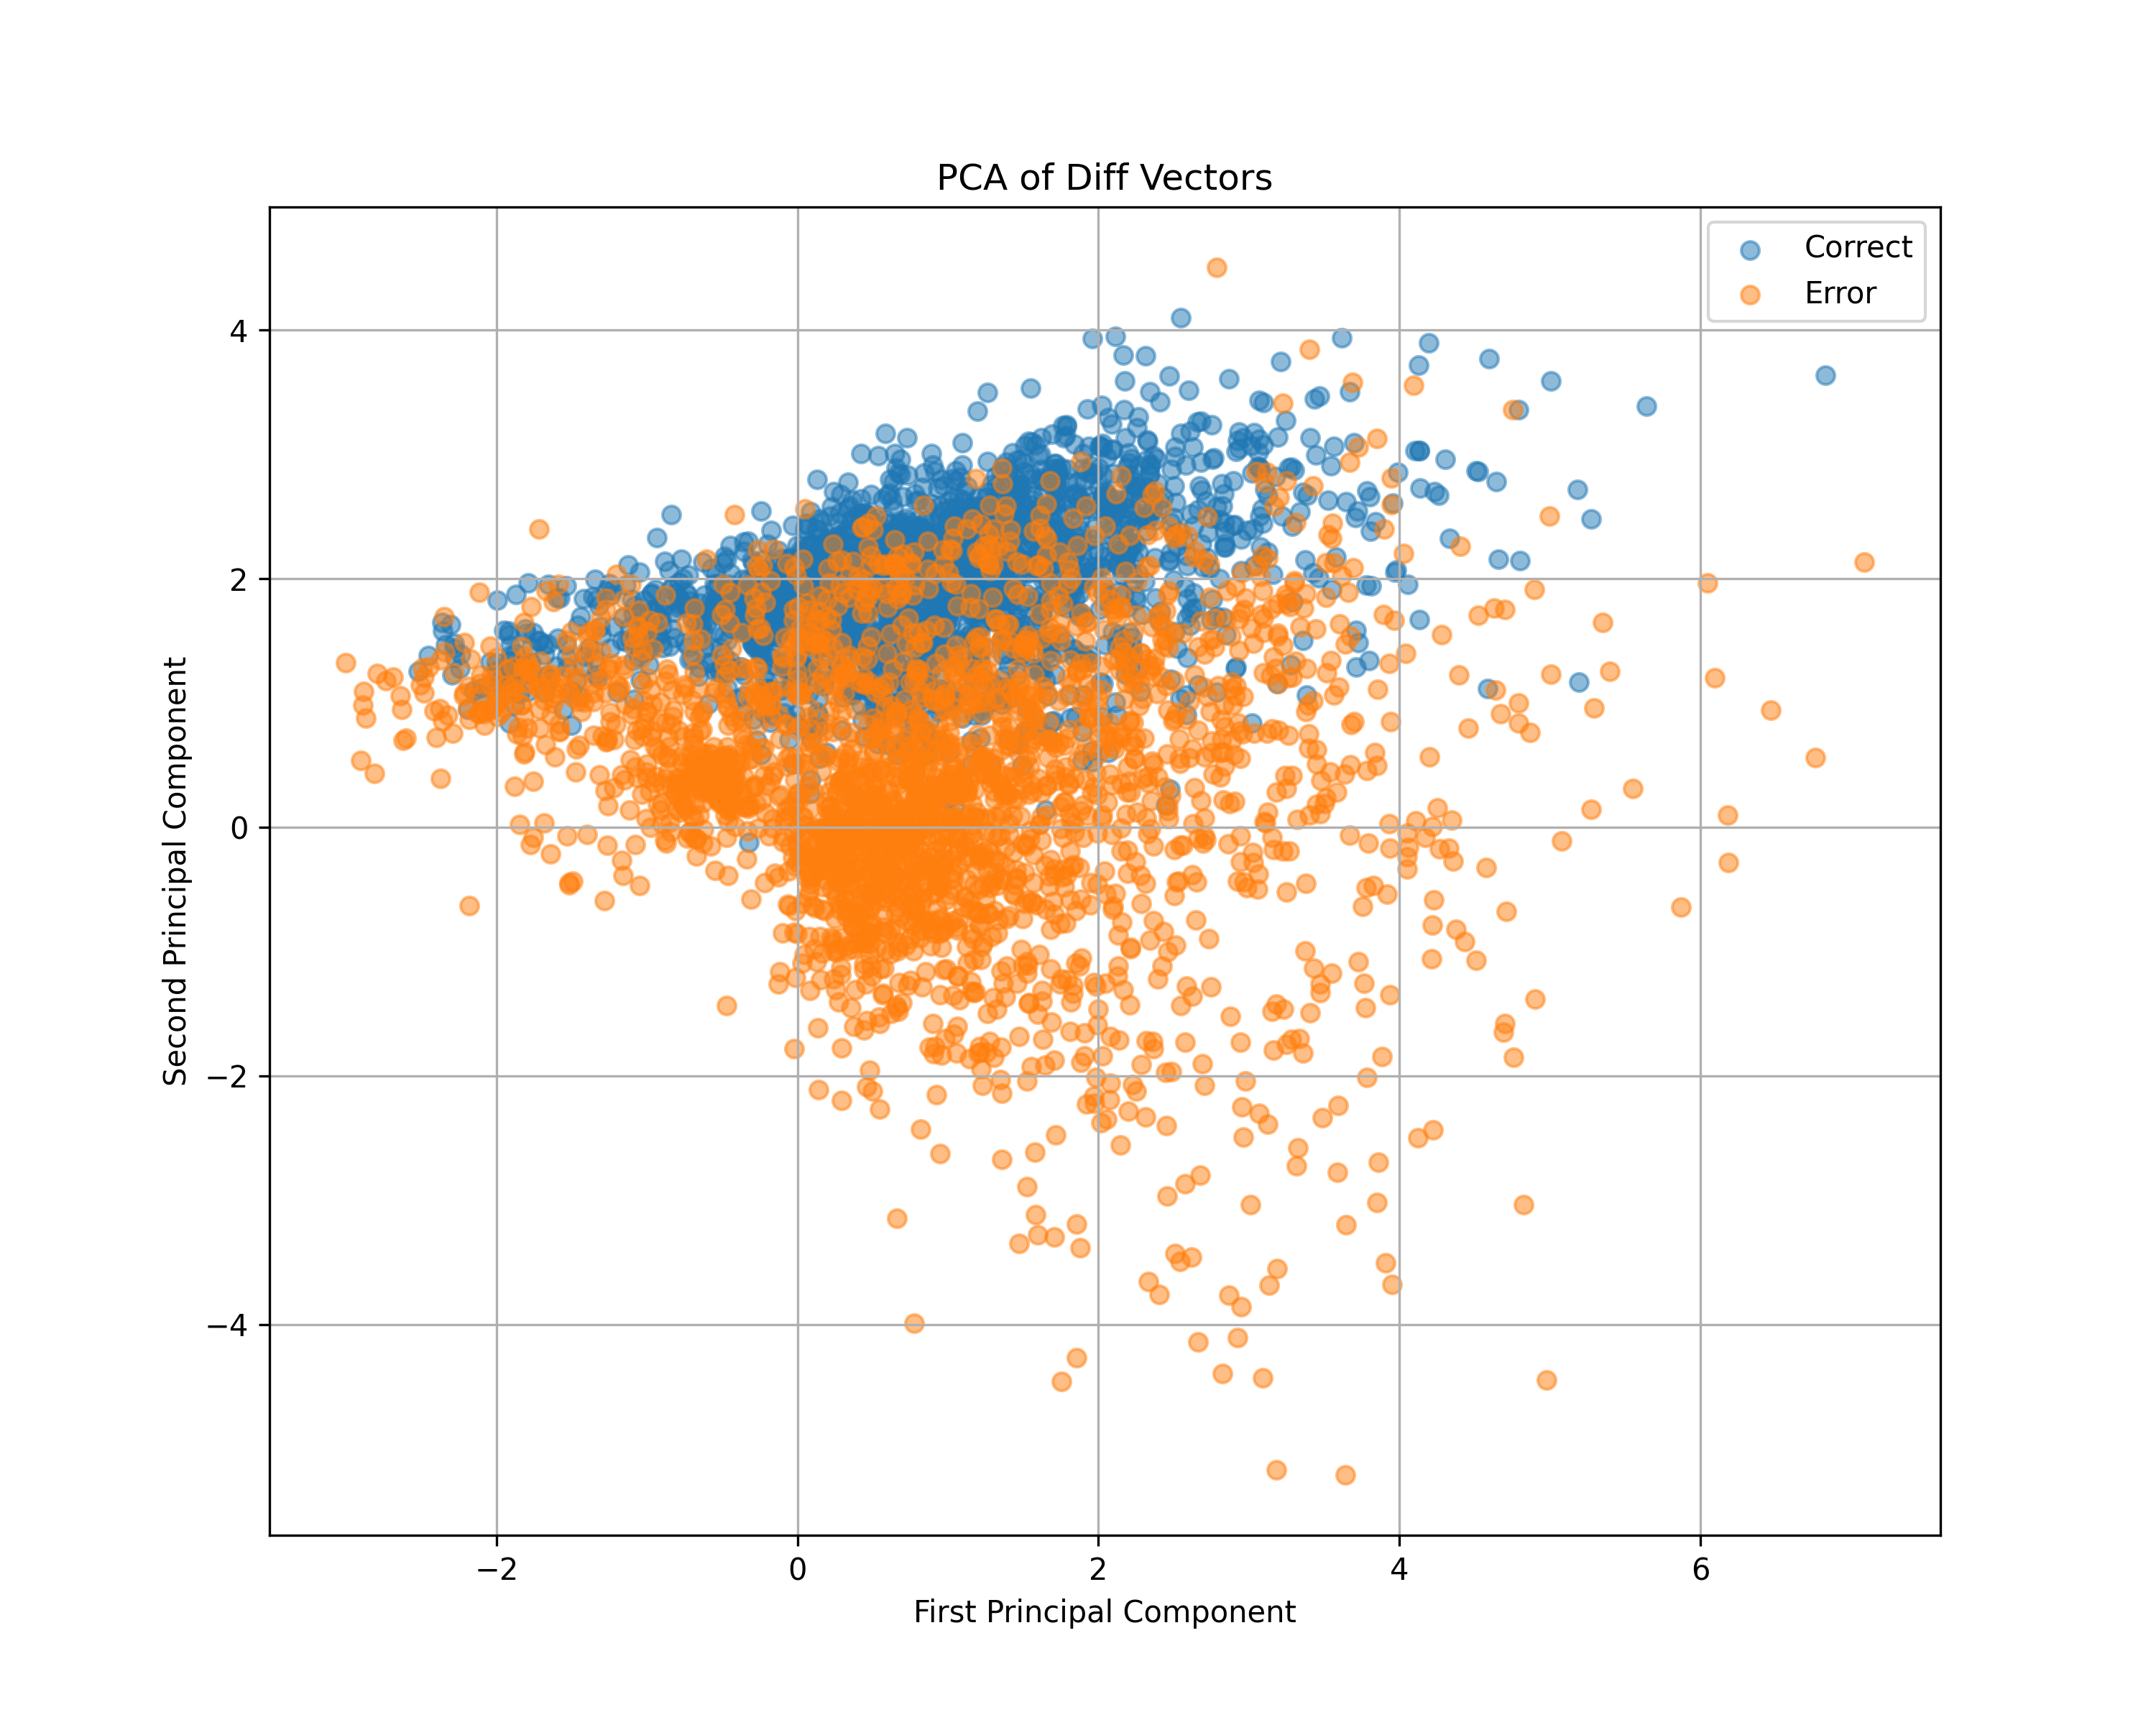 PCA of Diff Vectors
Correct
Error
Second Principal Component
4
2
0
−2
−4
−2
0
2
4
6
First Principal Component